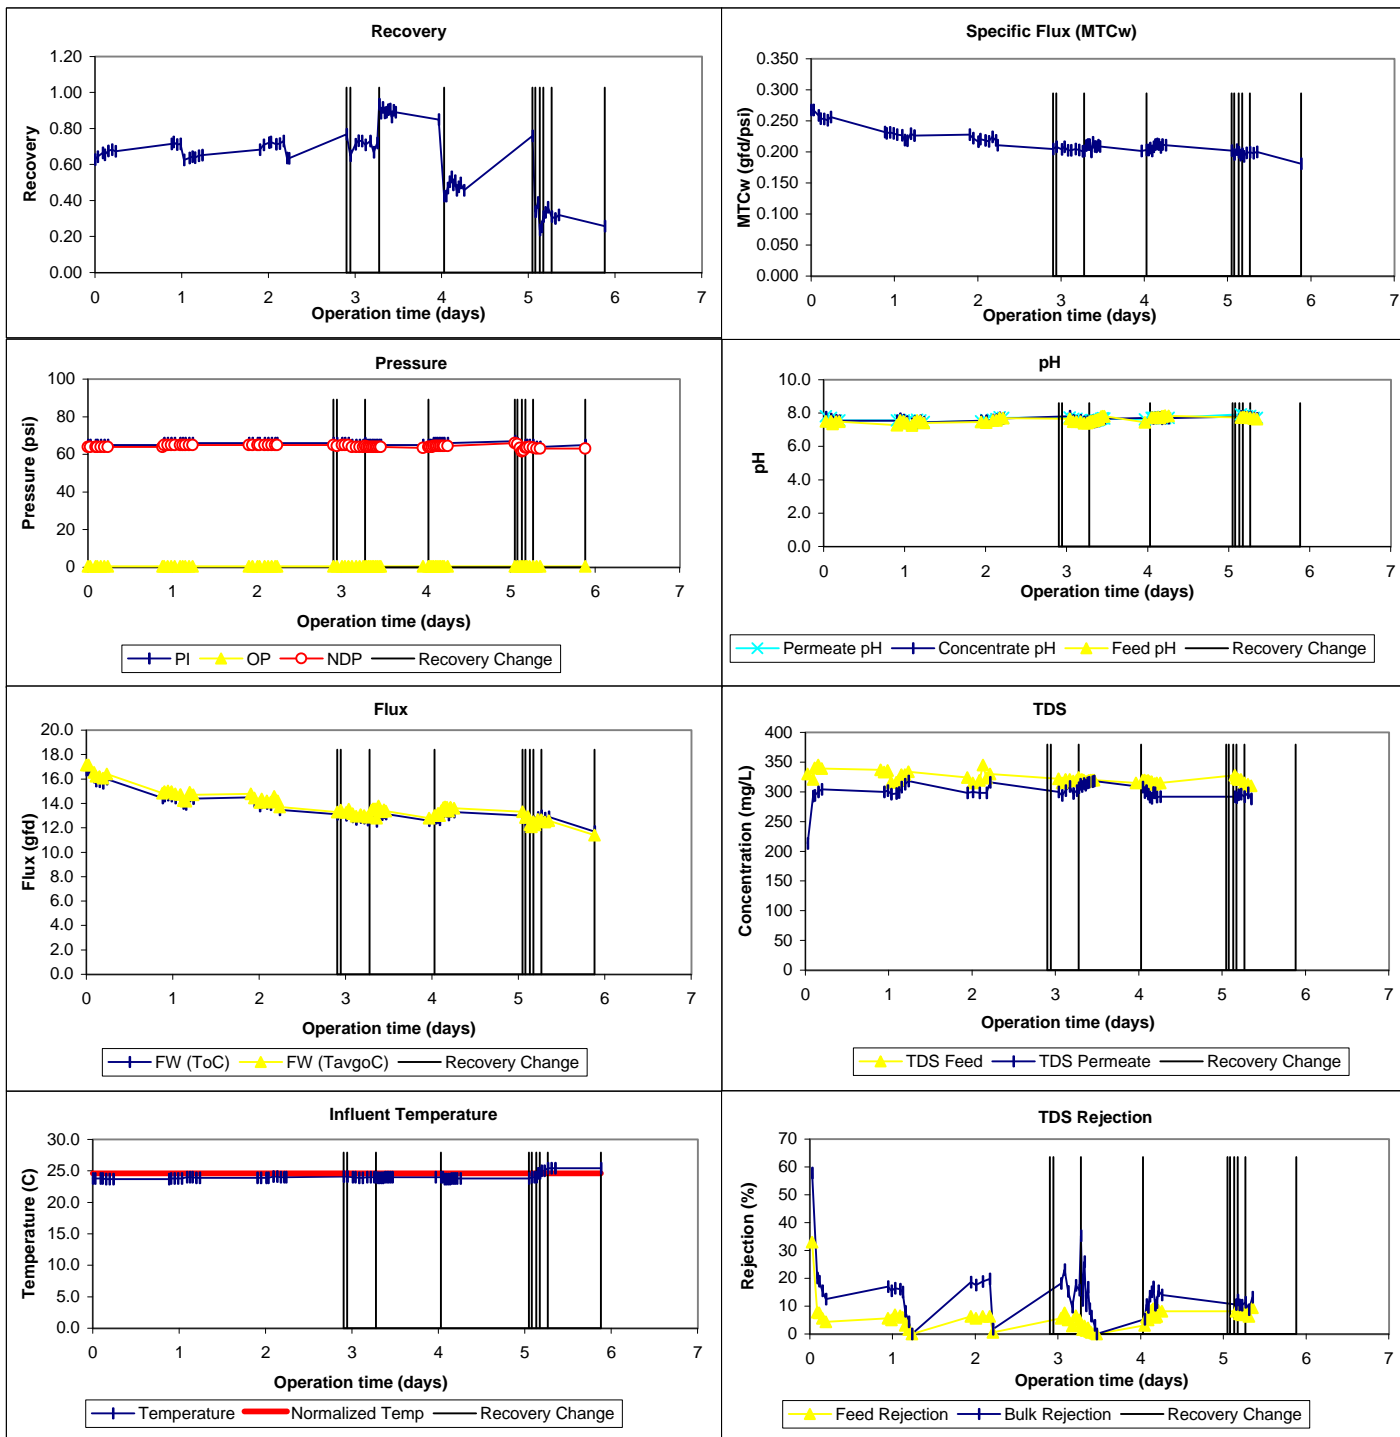 Recovery
1.20
1.00
0.80
0.60
0.40
0.20
0.00
Recovery
0 1 2 3 4 5 6 7
Operation time (days)
Specific Flux (MTCw)
0.350
0.300
0.250
0.200
0.150
0.100
0.050
0.000
MTCw (gfd/psi)
0 1 2 3 4 5 6 7
Operation time (days)
Pressure
100
80
60
40
20
0
Pressure (psi)
0 1 2 3 4 5 6 7
Operation time (days)
PI OP NDP Recovery Change
pH
10.0
8.0
6.0
4.0
2.0
0.0
pH
0 1 2 3 4 5 6 7
Operation time (days)
Permeate pH Concentrate pH Feed pH Recovery Change
Flux
20.0
18.0
16.0
14.0
12.0
10.0
8.0
6.0
4.0
2.0
0.0
Flux (gfd)
0 1 2 3 4 5 6 7
Operation time (days)
FW (ToC) FW (TavgoC) Recovery Change
TDS
400
350
300
250
200
150
100
50
0
Concentration (mg/L)
0 1 2 3 4 5 6 7
Operation time (days)
TDS Feed TDS Permeate Recovery Change
Influent Temperature
30.0
25.0
20.0
15.0
10.0
5.0
0.0
Temperature (C)
0 1 2 3 4 5 6 7
Operation time (days)
Temperature Normalized Temp Recovery Change
TDS Rejection
70
60
50
40
30
20
10
0
Rejection (%)
0 1 2 3 4 5 6 7
Operation time (days)
Feed Rejection Bulk Rejection Recovery Change